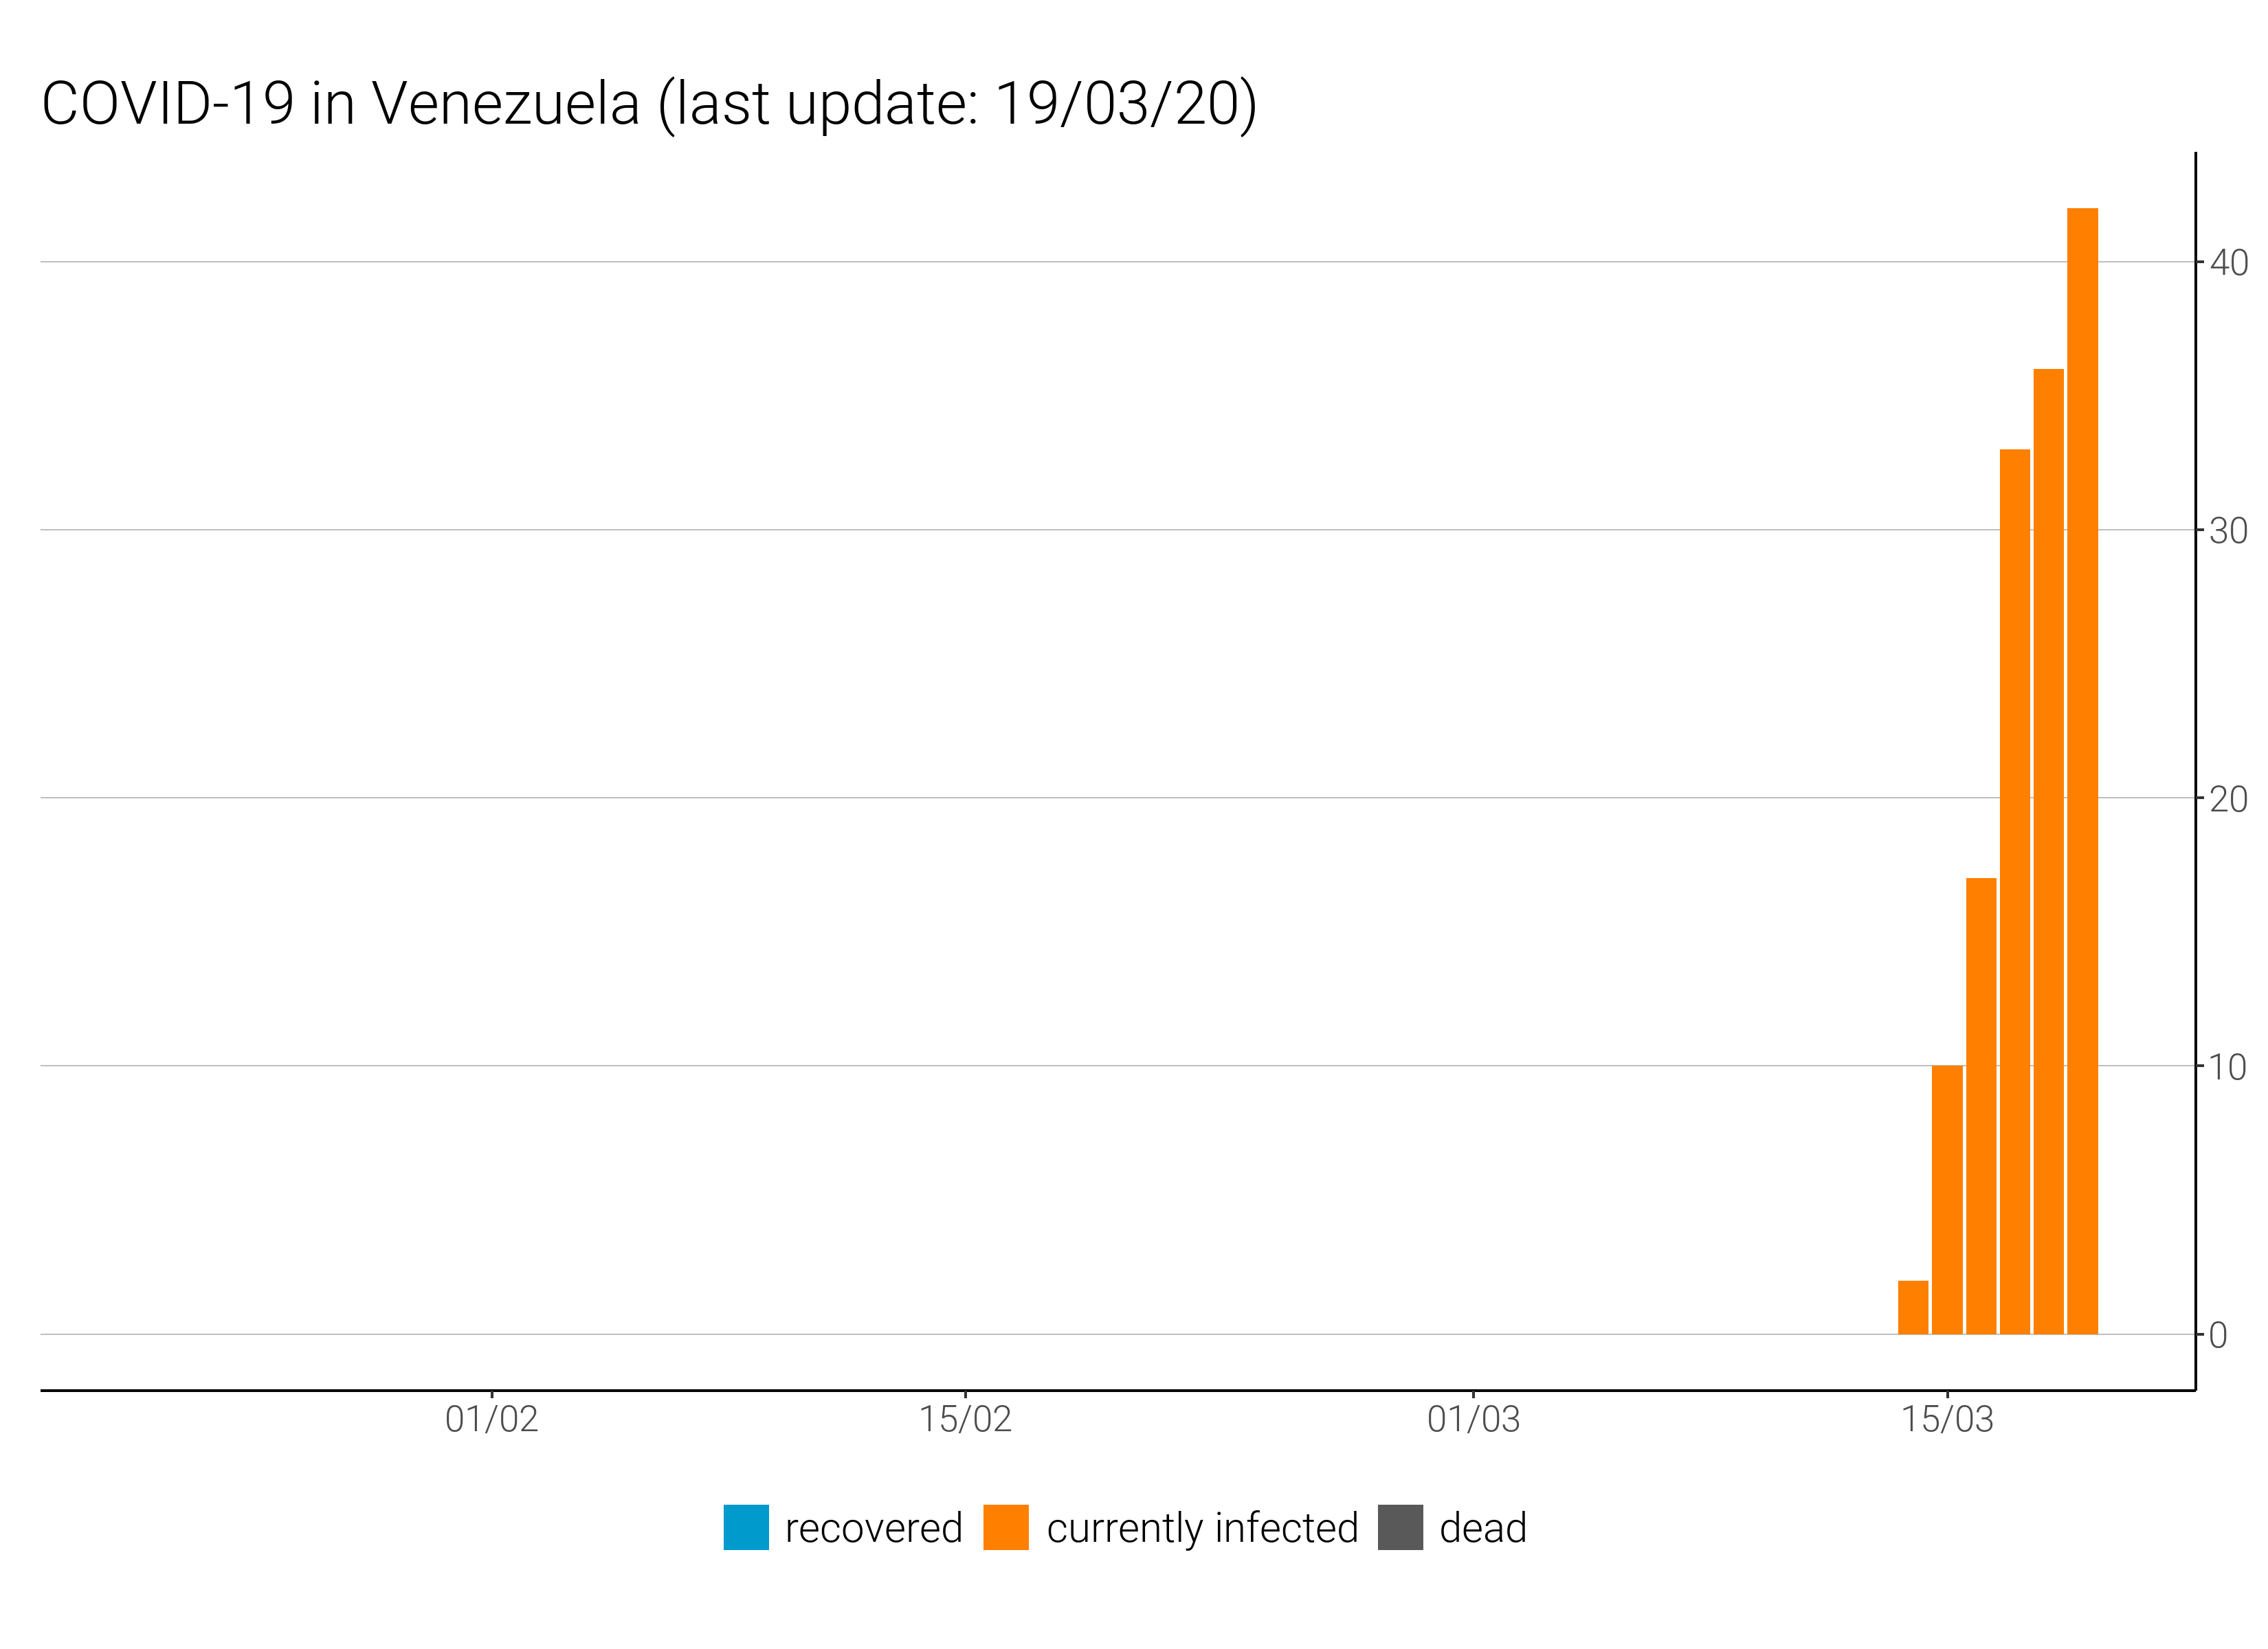 COVID-19 in Venezuela (last update: 19/03/20)
40
30
20
10
0
01/02 15/02 01/03 15/03
recovered currently infected dead